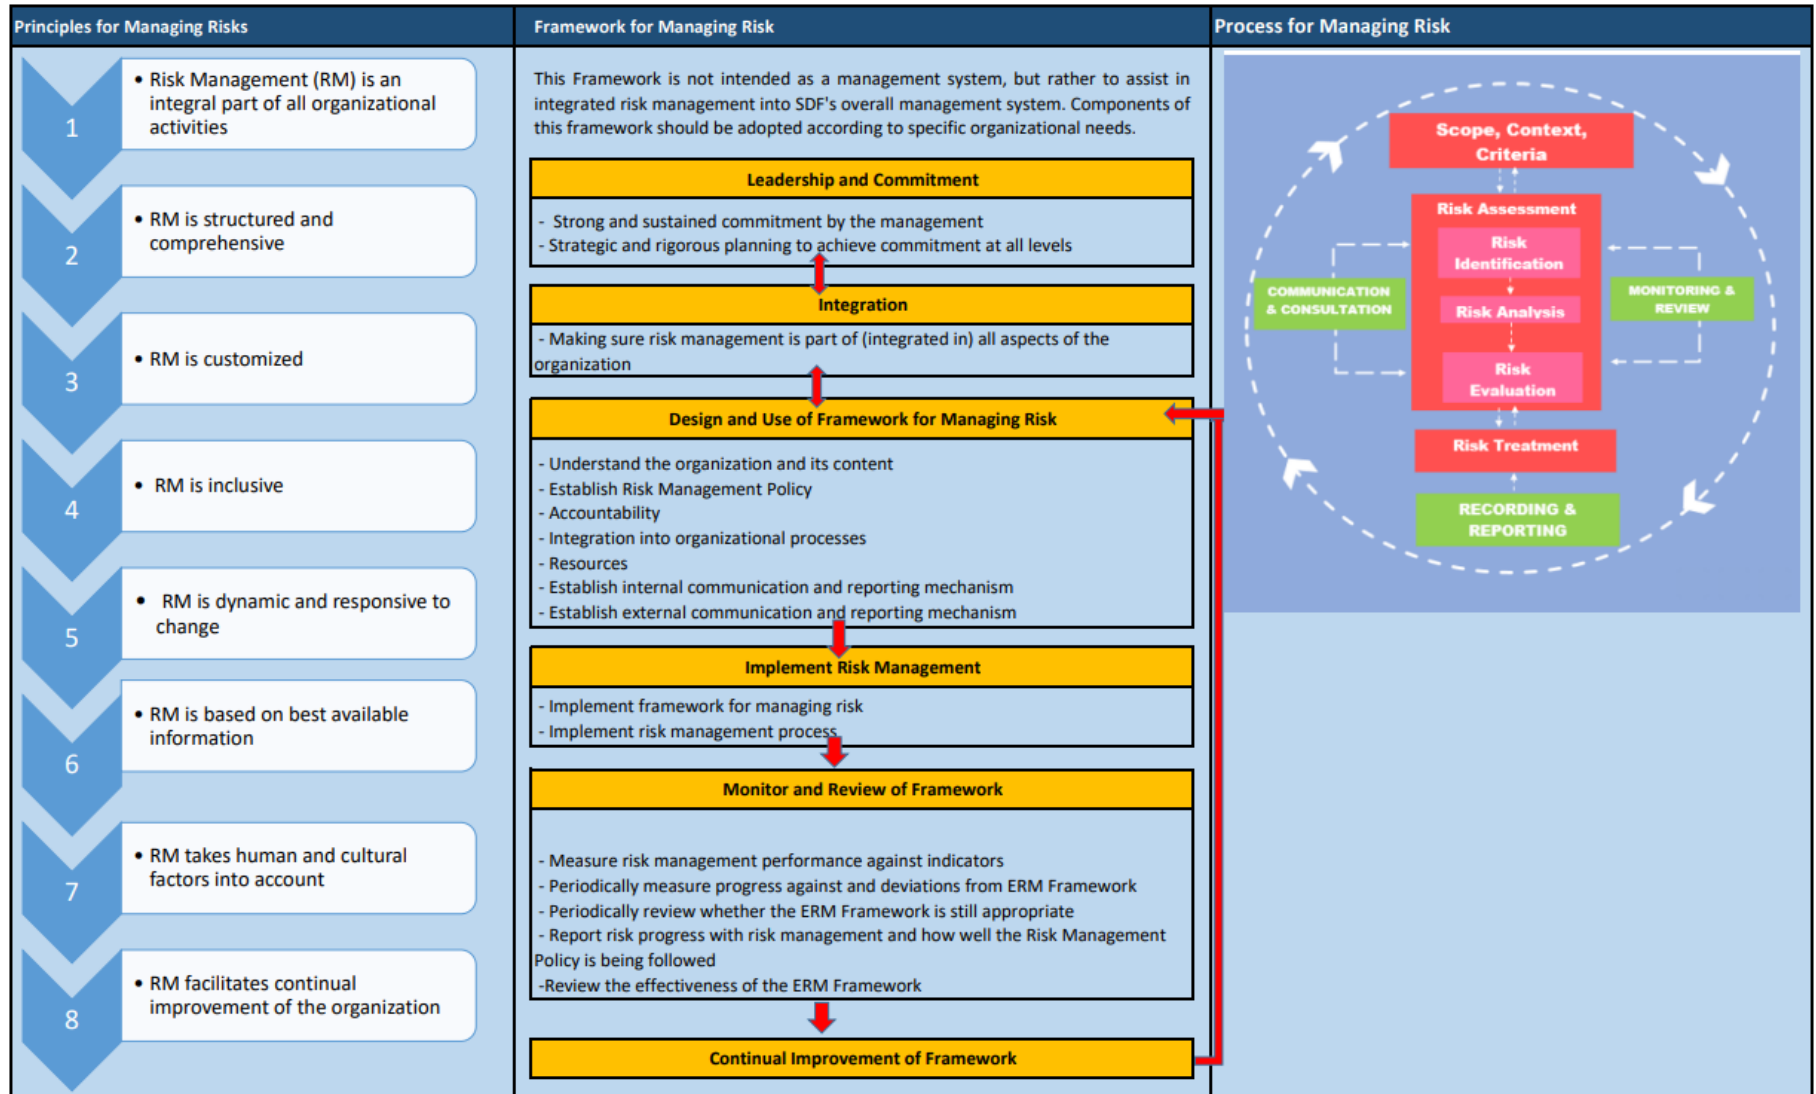 Principles for Managing Risks
1
• Risk Management (RM) is an
integral part of all organizational
activities
2
• RM is structured and
comprehensive
3
• RM is customized
4
• RM is inclusive
5
• RM is dynamic and responsive to
change
6
• RM is based on best available
information
7
• RM takes human and cultural
factors into account
8
• RM facilitates continual
improvement of the organization
Framework for Managing Risk
This Framework is not intended as a management system, but rather to assist in
integrated risk management into SDF's overall management system. Components of
this framework should be adopted according to specific organizational needs.
Leadership and Commitment
- Strong and sustained commitment by the management
- Strategic and rigorous planning to achieve commitment at all levels
Integration
- Making sure risk management is part of (integrated in) all aspects of the
organization
Design and Use of Framework for Managing Risk
- Understand the organization and its content
- Establish Risk Management Policy
- Accountability
- Integration into organizational processes
- Resources
- Establish internal communication and reporting mechanism
- Establish external communication and reporting mechanism
Implement Risk Management
- Implement framework for managing risk
- Implement risk management process
Monitor and Review of Framework
- Measure risk management performance against indicators
- Periodically measure progress against and deviations from ERM Framework
- Periodically review whether the ERM Framework is still appropriate
- Report risk progress with risk management and how well the Risk Management
Policy is being followed
-Review the effectiveness of the ERM Framework
Continual Improvement of Framework
Process for Managing Risk
Scope, Context,
Criteria
Risk Assessment
Risk
Identification
Risk Analysis
Risk
Evaluation
COMMUNICATION
& CONSULTATION
MONITORING &
REVIEW
Risk Treatment
RECORDING &
REPORTING